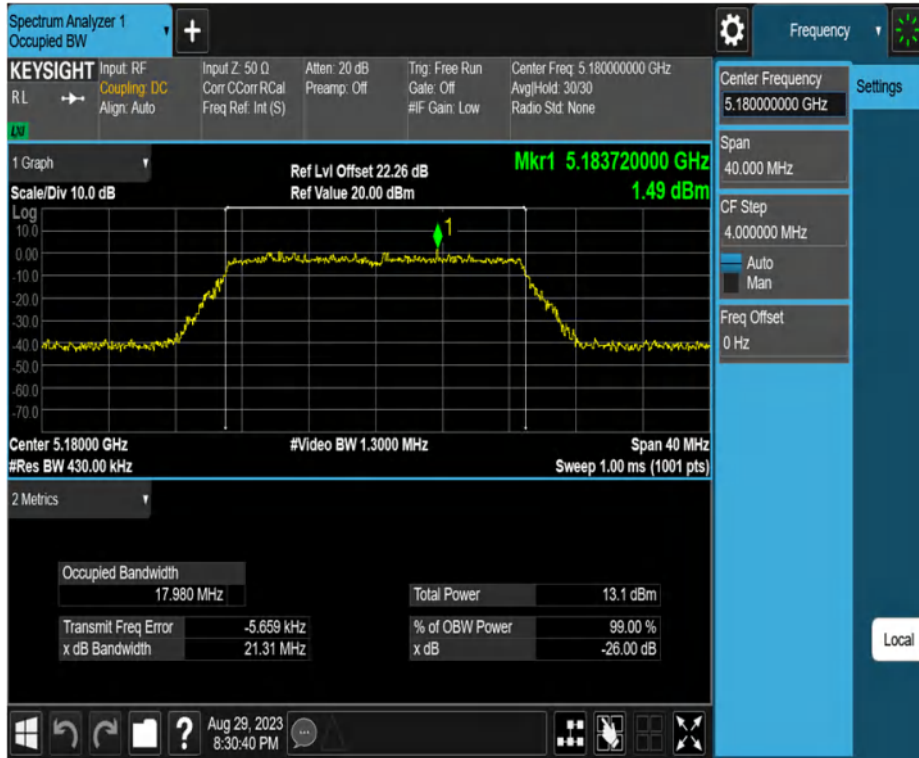 Spectrum Analyzer 1
Occupied BW
+
Frequency
KEYSIGHT
RL
LXI
Input: RF
Coupling: DC
Align: Auto
Input Z: 50 Ω
Corr CCorr RCal
Freq Ref: Int (S)
Atten: 20 dB
Preamp: Off
Trig: Free Run
Gate: Off
#IF Gain: Low
Center Freq: 5.180000000 GHz
Avg|Hold: 30/30
Radio Std: None
Center Frequency
5.180000000 GHz
Settings
Span
40.000 MHz
CF Step
4.000000 MHz
Auto
Man
Freq Offset
0 Hz
Local
1 Graph
Scale/Div 10.0 dB
Ref Lvl Offset 22.26 dB
Ref Value 20.00 dBm
Mkr1 5.183720000 GHz
1.49 dBm
Log
10.0
0.00
-10.0
-20.0
-30.0
-40.0
-50.0
-60.0
-70.0
1
Center 5.18000 GHz
#Video BW 1.3000 MHz
Span 40 MHz
#Res BW 430.00 kHz
Sweep 1.00 ms (1001 pts)
2 Metrics
Occupied Bandwidth
17.980 MHz
Total Power 13.1 dBm
Transmit Freq Error -5.659 kHz
% of OBW Power 99.00 %
x dB Bandwidth 21.31 MHz
x dB -26.00 dB
?
Aug 29, 2023
8:30:40 PM